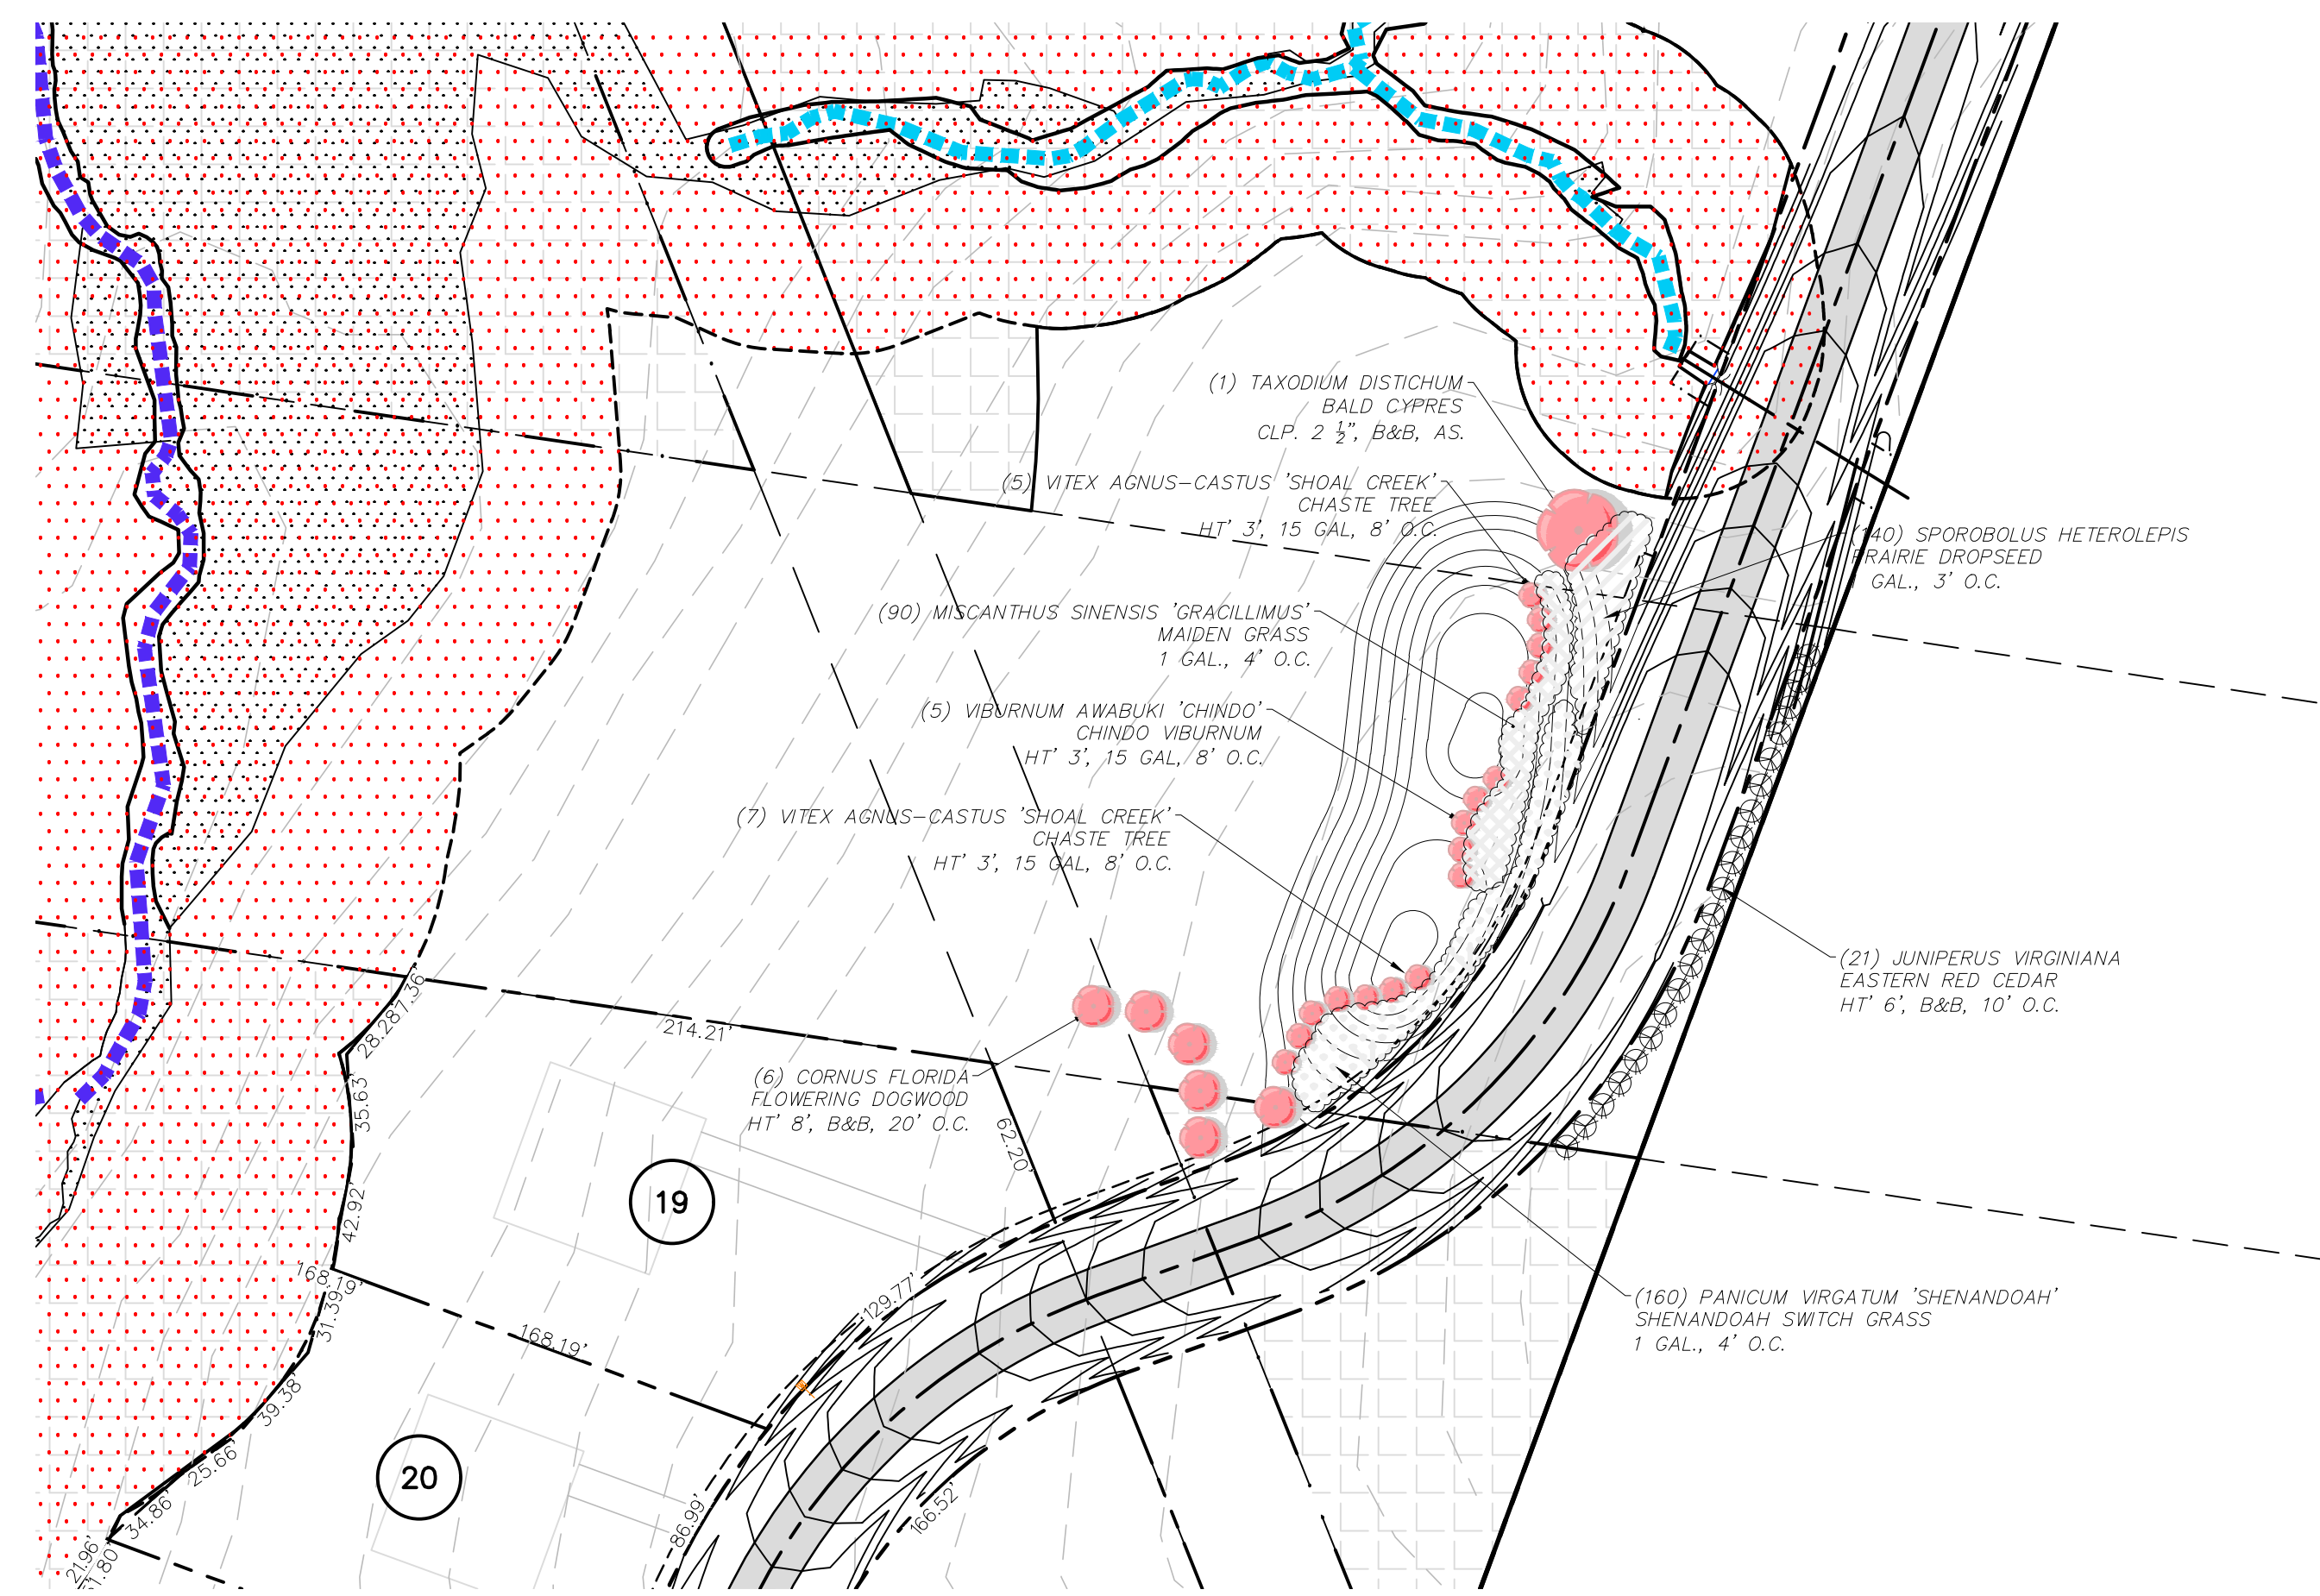 (1) TAXODIUM DISTICHUM
BALD CYPRES
CLP. 2 ½", B&B, AS.
(5) VITEX AGNUS-CASTUS 'SHOAL CREEK'
CHASTE TREE
HT' 3', 15 GAL, 8' O.C.
(140) SPOROBOLUS HETEROLEPIS
PRAIRIE DROPSEED
1 GAL., 3' O.C.
(90) MISCANTHUS SINENSIS 'GRACILLIMUS'
MAIDEN GRASS
1 GAL., 4' O.C.
(5) VIBURNUM AWABUKI 'CHINDO'
CHINDO VIBURNUM
HT' 3', 15 GAL, 8' O.C.
(7) VITEX AGNUS-CASTUS 'SHOAL CREEK'
CHASTE TREE
HT' 3', 15 GAL, 8' O.C.
(21) JUNIPERUS VIRGINIANA
EASTERN RED CEDAR
HT' 6', B&B, 10' O.C.
214.21'
(6) CORNUS FLORIDA
FLOWERING DOGWOOD
HT' 8', B&B, 20' O.C.
35.63'
62.20'
19
42.92'
168.19'
31.39'
129.77'
168.19'
(160) PANICUM VIRGATUM 'SHENANDOAH'
SHENANDOAH SWITCH GRASS
1 GAL., 4' O.C.
39.38'
25.66'
20
34.86'
86.99'
166.52'